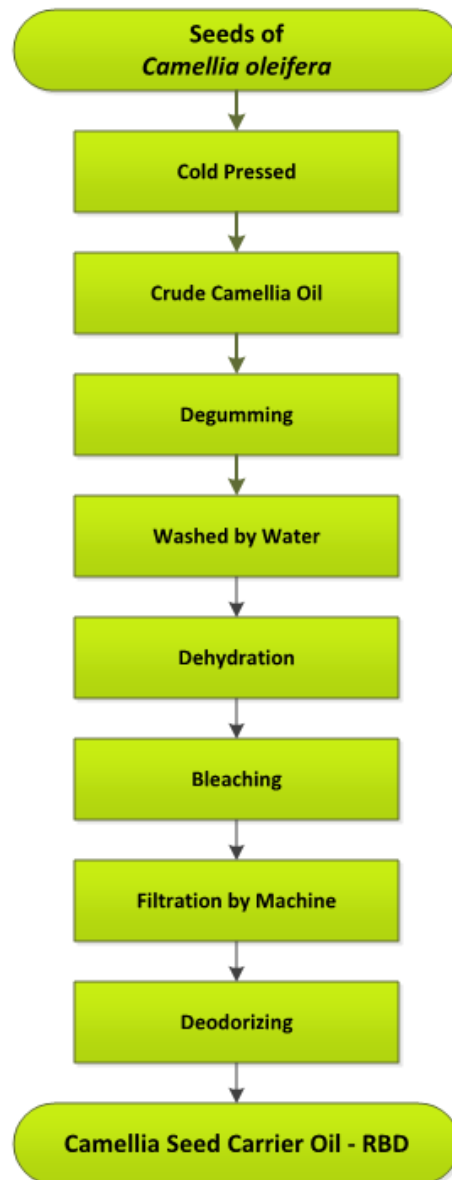 Seeds of
Camellia oleifera
Cold Pressed
Crude Camellia Oil
Degumming
Washed by Water
Dehydration
Bleaching
Filtration by Machine
Deodorizing
Camellia Seed Carrier Oil - RBD